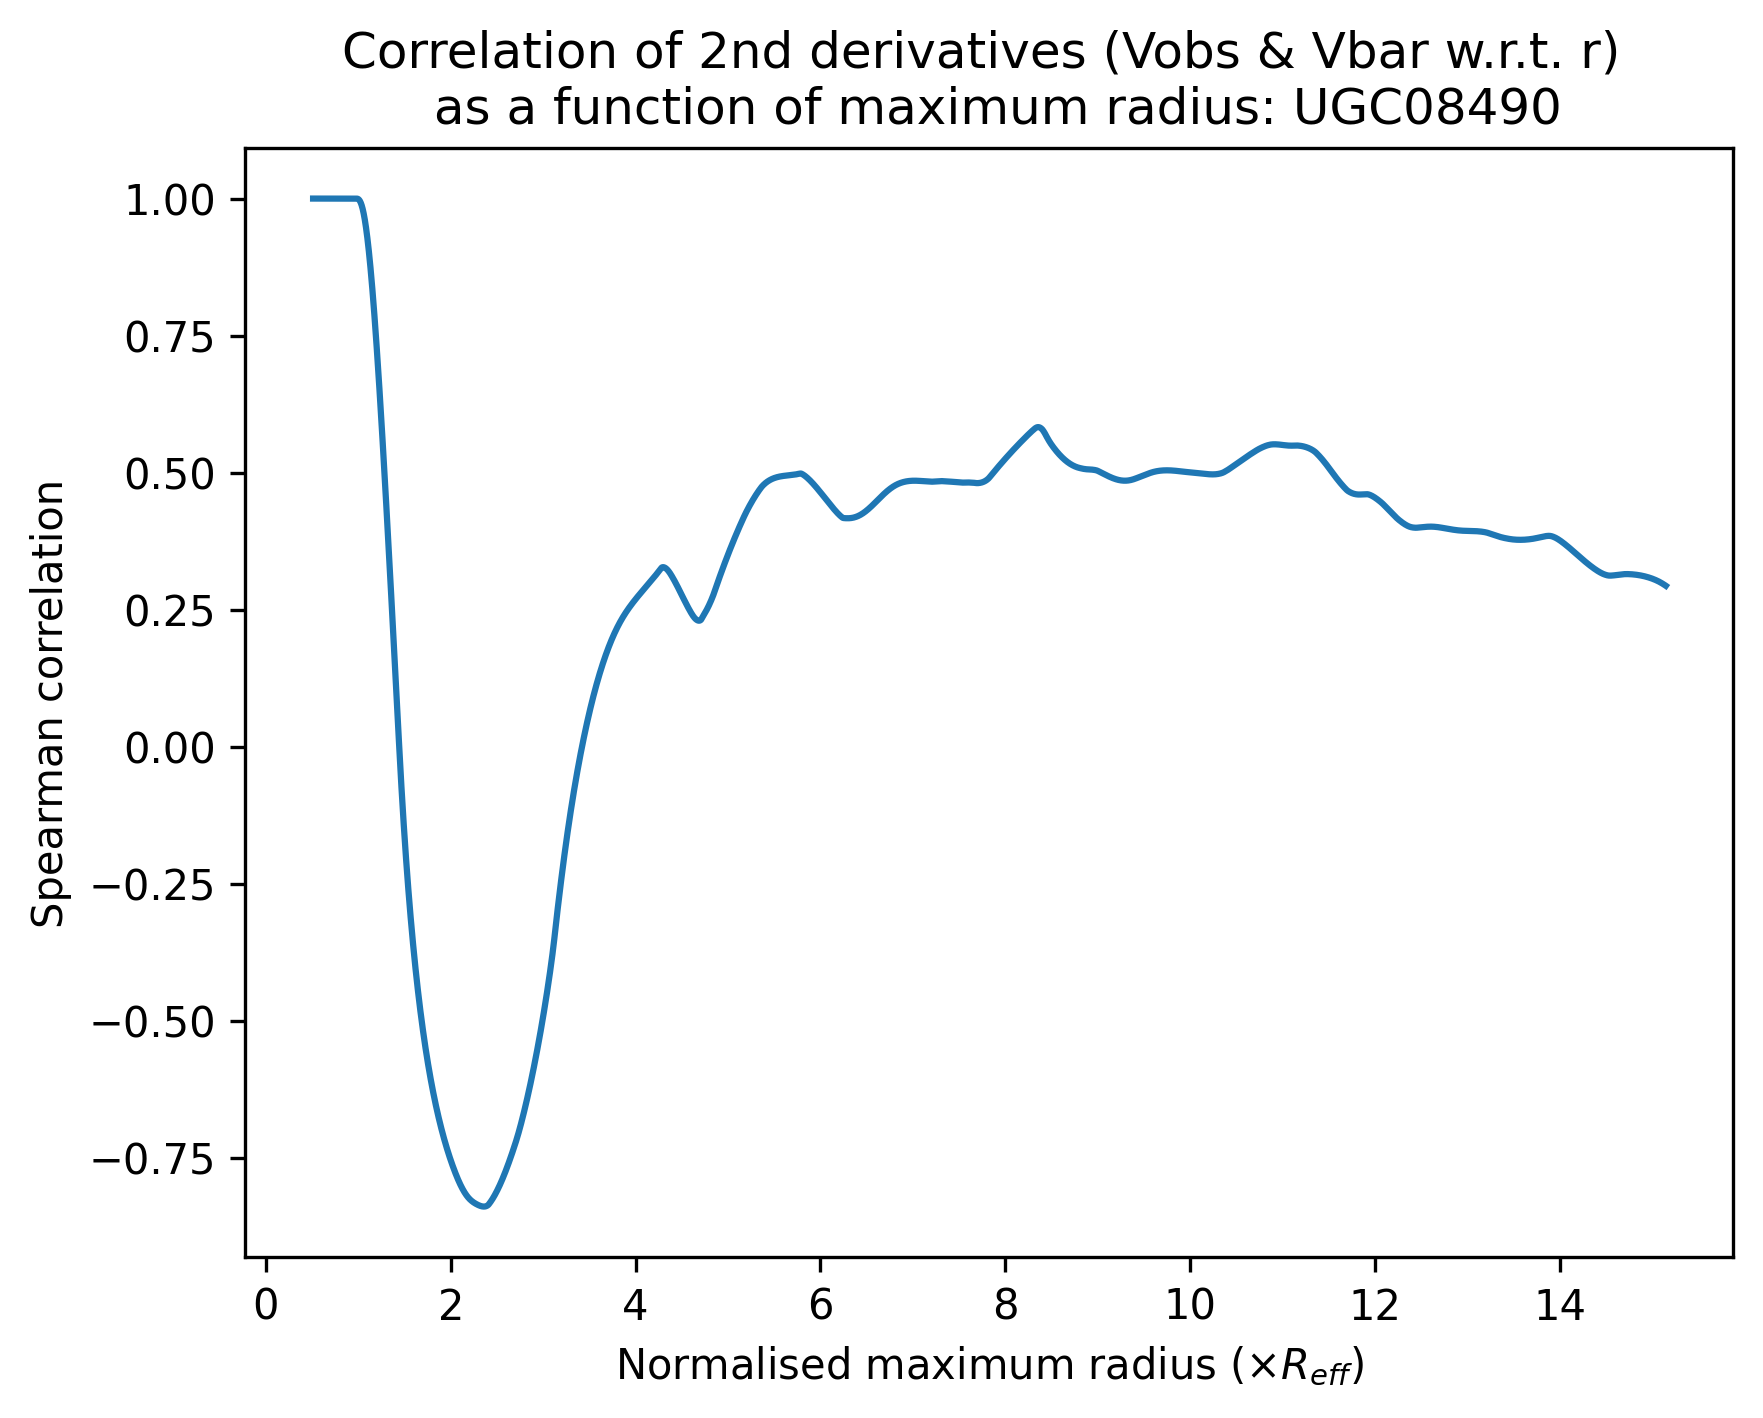 Correlation of 2nd derivatives (Vobs & Vbar w.r.t. r)
as a function of maximum radius: UGC08490
1.00
0.75
0.50
0.25
0.00
−0.25
−0.50
−0.75
Spearman correlation
0 2 4 6 8 10 12 14
Normalised maximum radius (×R_eff)